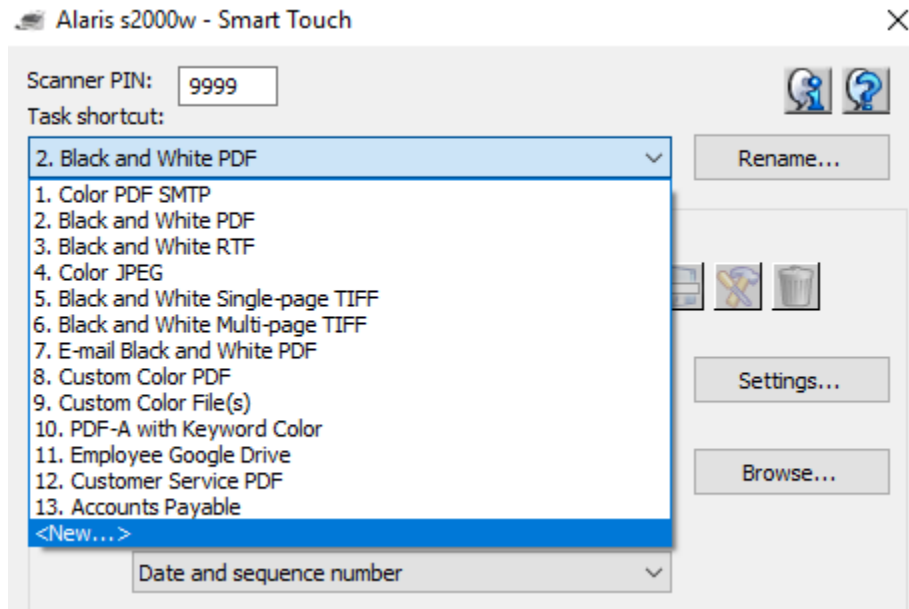 Alaris s2000w - Smart Touch
Scanner PIN: 9999
Task shortcut:
2. Black and White PDF
Rename...
1. Color PDF SMTP
2. Black and White PDF
3. Black and White RTF
4. Color JPEG
5. Black and White Single-page TIFF
6. Black and White Multi-page TIFF
7. E-mail Black and White PDF
8. Custom Color PDF
Settings...
9. Custom Color File(s)
10. PDF-A with Keyword Color
11. Employee Google Drive
12. Customer Service PDF
Browse...
13. Accounts Payable
<New...>
Date and sequence number